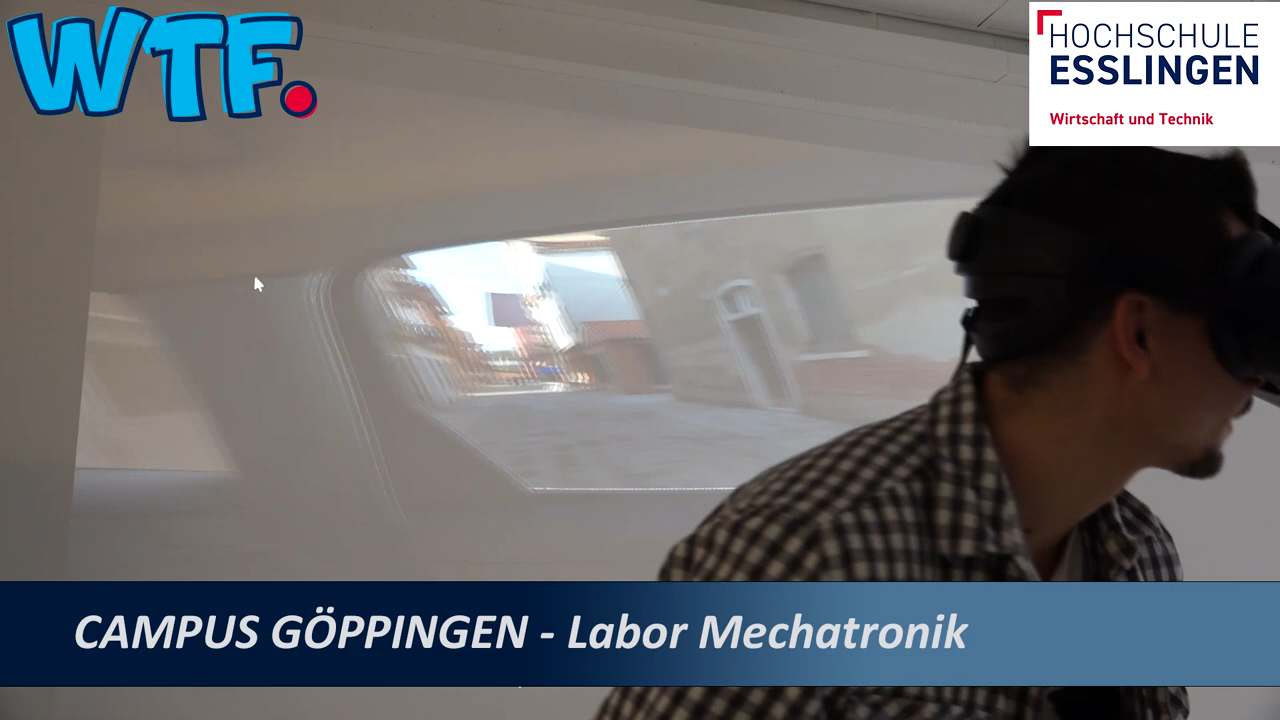 WTF.
HOCHSCHULE
ESSLINGEN
Wirtschaft und Technik
CAMPUS GÖPPINGEN - Labor Mechatronik